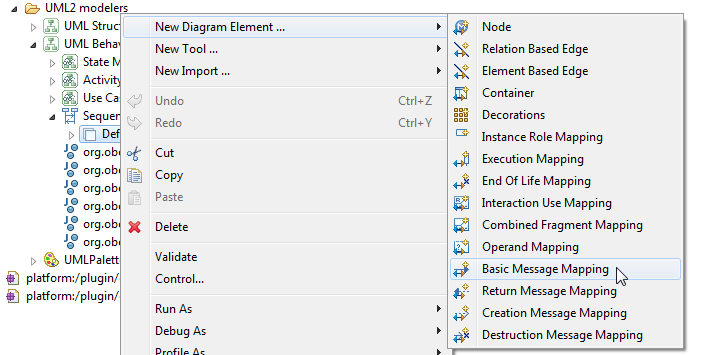 UML2 modelers
UML Struc
UML Behav
State M
Activity
Use Cas
Sequen
Def
org.obe
org.obe
org.obe
org.obe
org.obe
UMLPalett
platform:/plugin/
platform:/plugin/
New Diagram Element ...
New Tool ...
New Import ...
Undo Ctrl+Z
Redo Ctrl+Y
Cut
Copy
Paste
Delete
Validate
Control...
Run As
Debug As
Profile As
Node
Relation Based Edge
Element Based Edge
Container
Decorations
Instance Role Mapping
Execution Mapping
End Of Life Mapping
Interaction Use Mapping
Combined Fragment Mapping
Operand Mapping
Basic Message Mapping
Return Message Mapping
Creation Message Mapping
Destruction Message Mapping